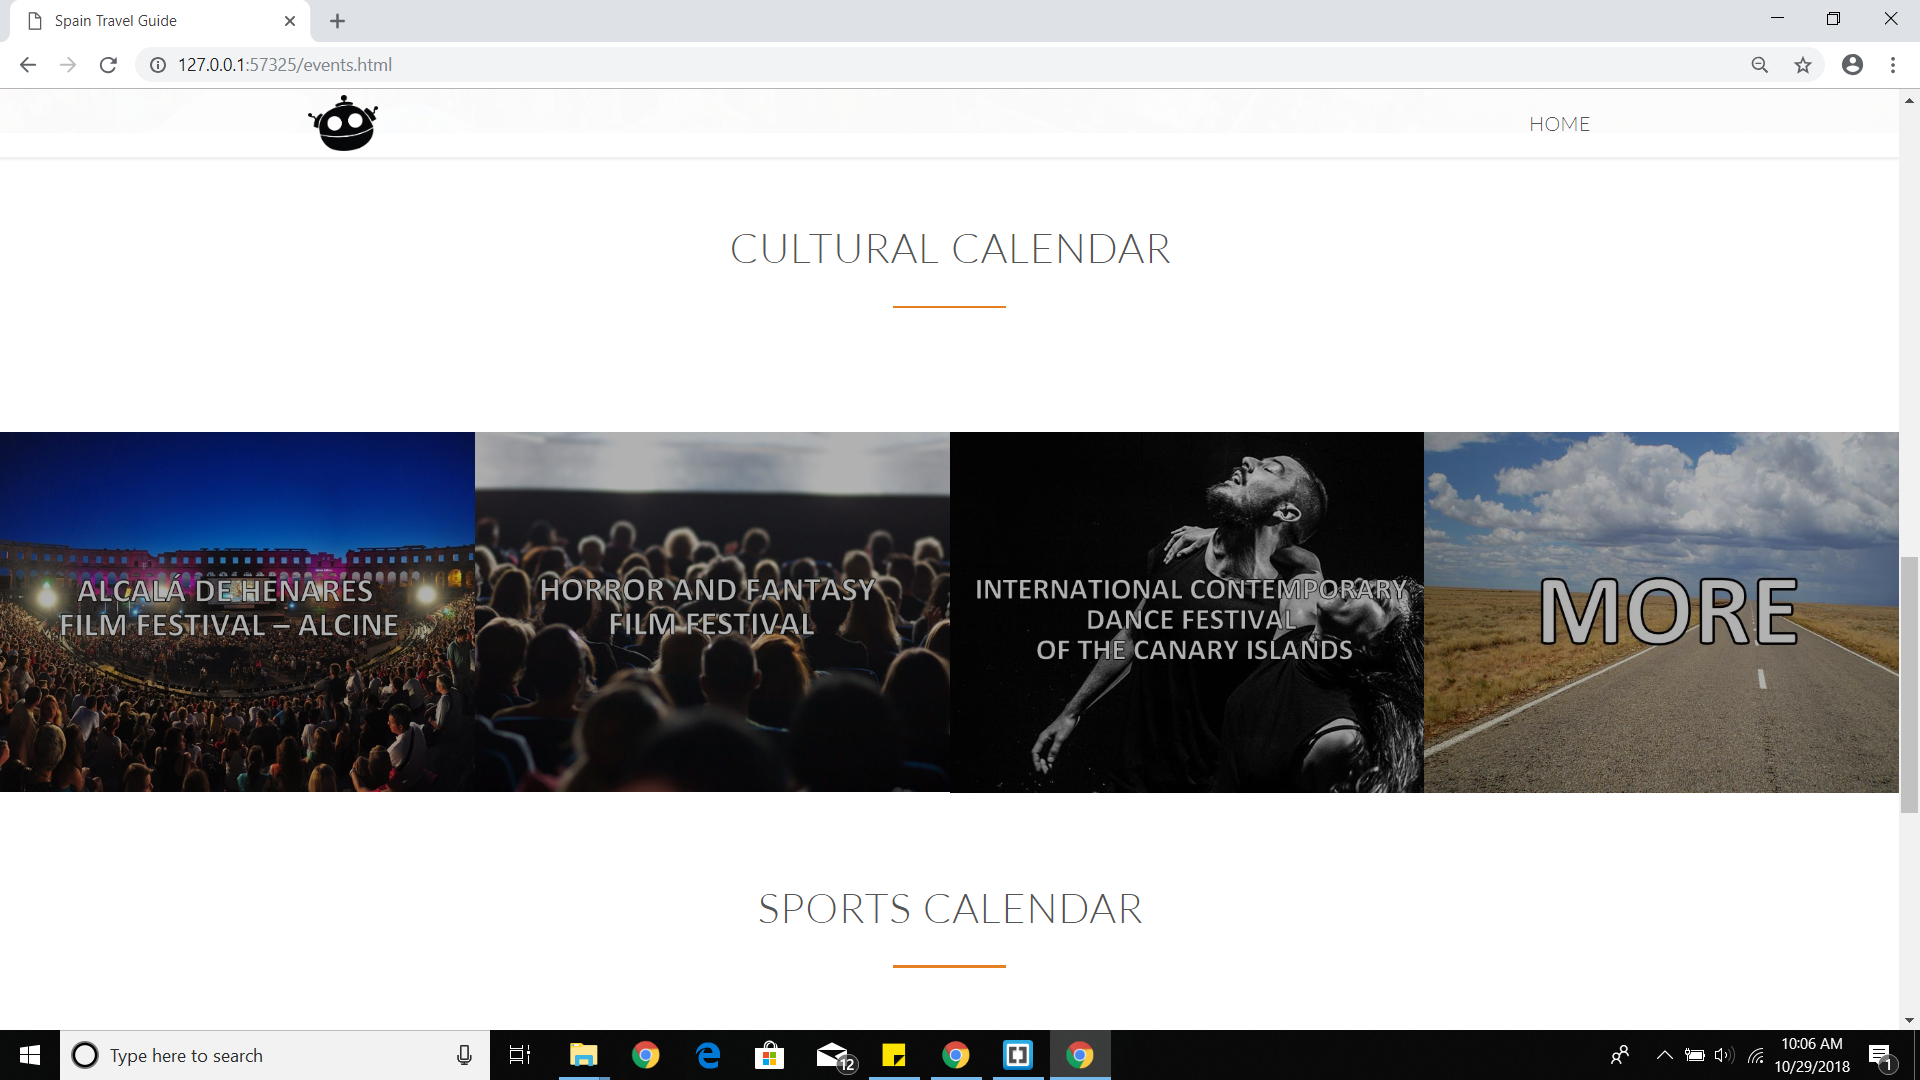 Spain Travel Guide
127.0.0.1:57325/events.html
HOME
CULTURAL CALENDAR
ALCALÁ DE HENARES
FILM FESTIVAL – ALCINE
HORROR AND FANTASY
FILM FESTIVAL
INTERNATIONAL CONTEMPORARY
DANCE FESTIVAL
OF THE CANARY ISLANDS
MORE
SPORTS CALENDAR
Type here to search
12
10:06 AM
10/29/2018
1